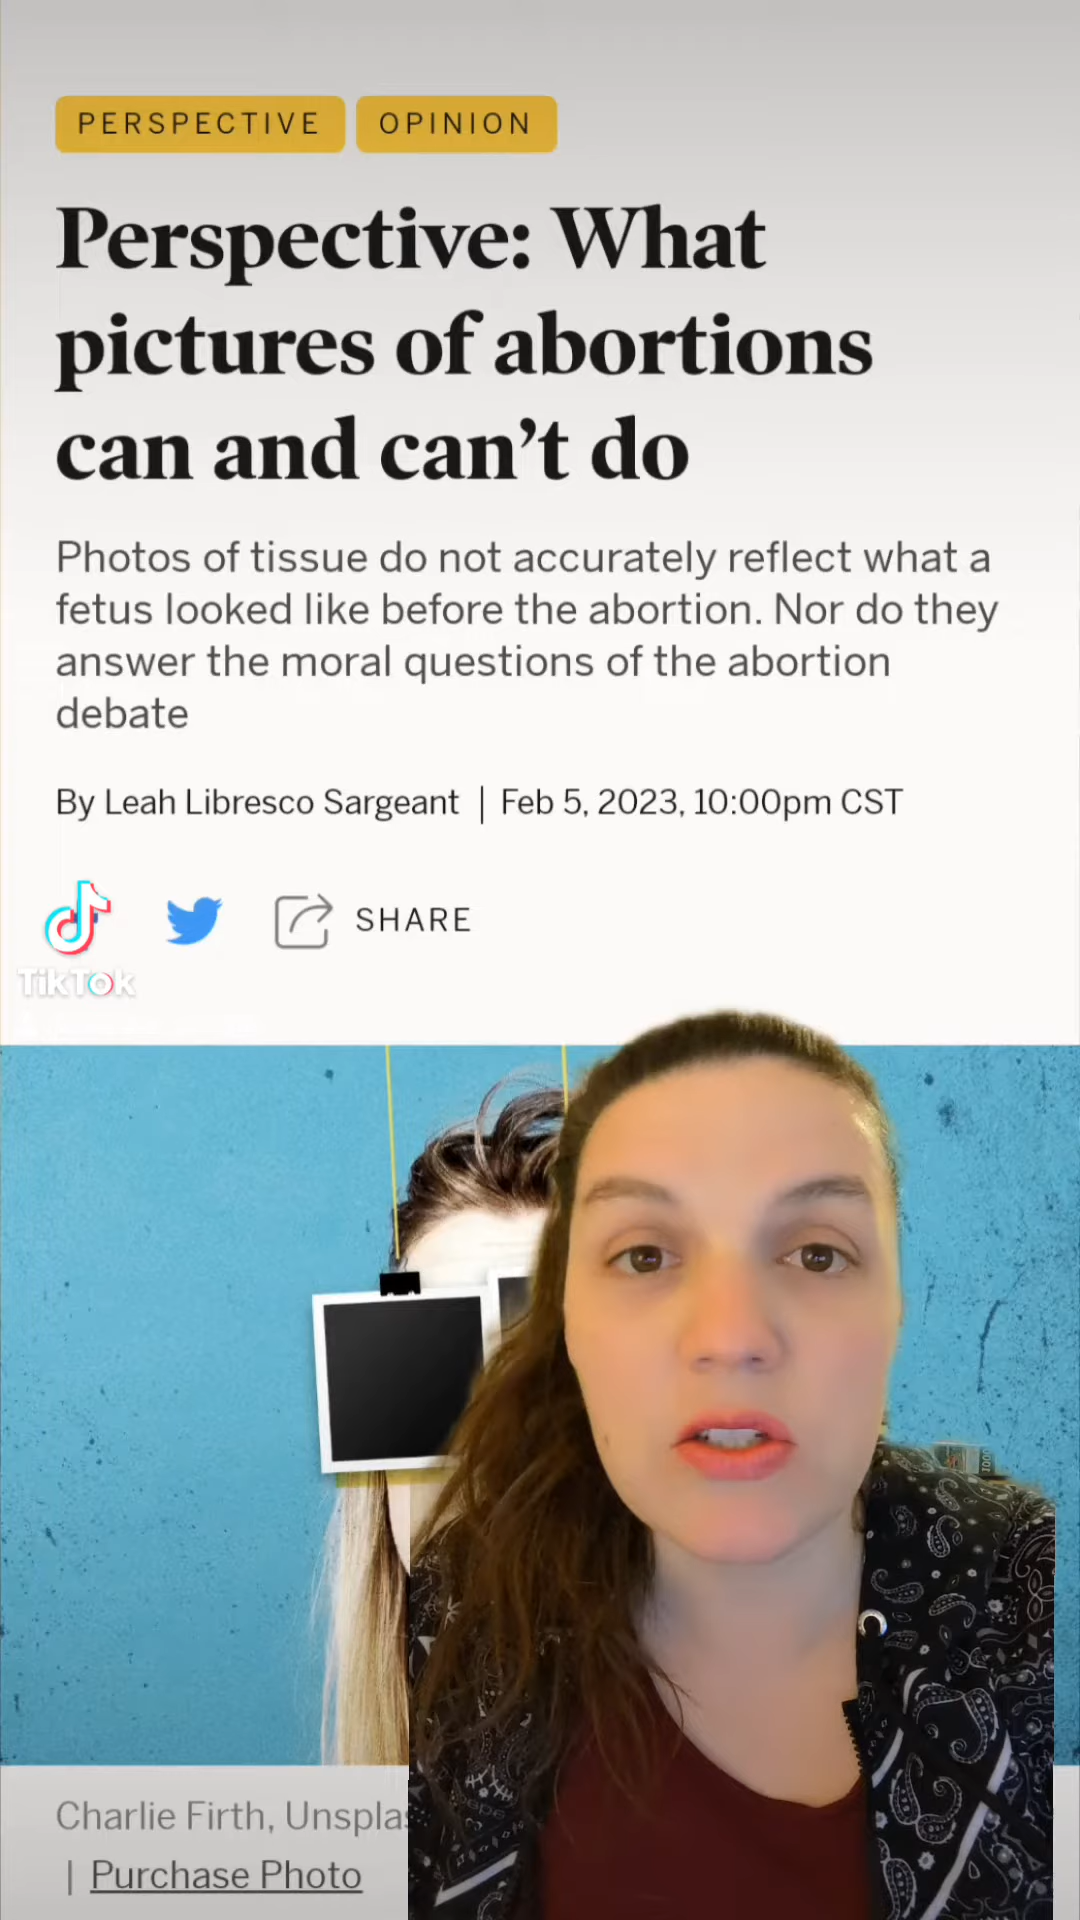 PERSPECTIVE OPINION
Perspective: What
pictures of abortions
can and can’t do
Photos of tissue do not accurately reflect what a
fetus looked like before the abortion. Nor do they
answer the moral questions of the abortion
debate
By Leah Libresco Sargeant | Feb 5, 2023, 10:00pm CST
SHARE
TikTok
Charlie Firth, Unsplas
| Purchase Photo